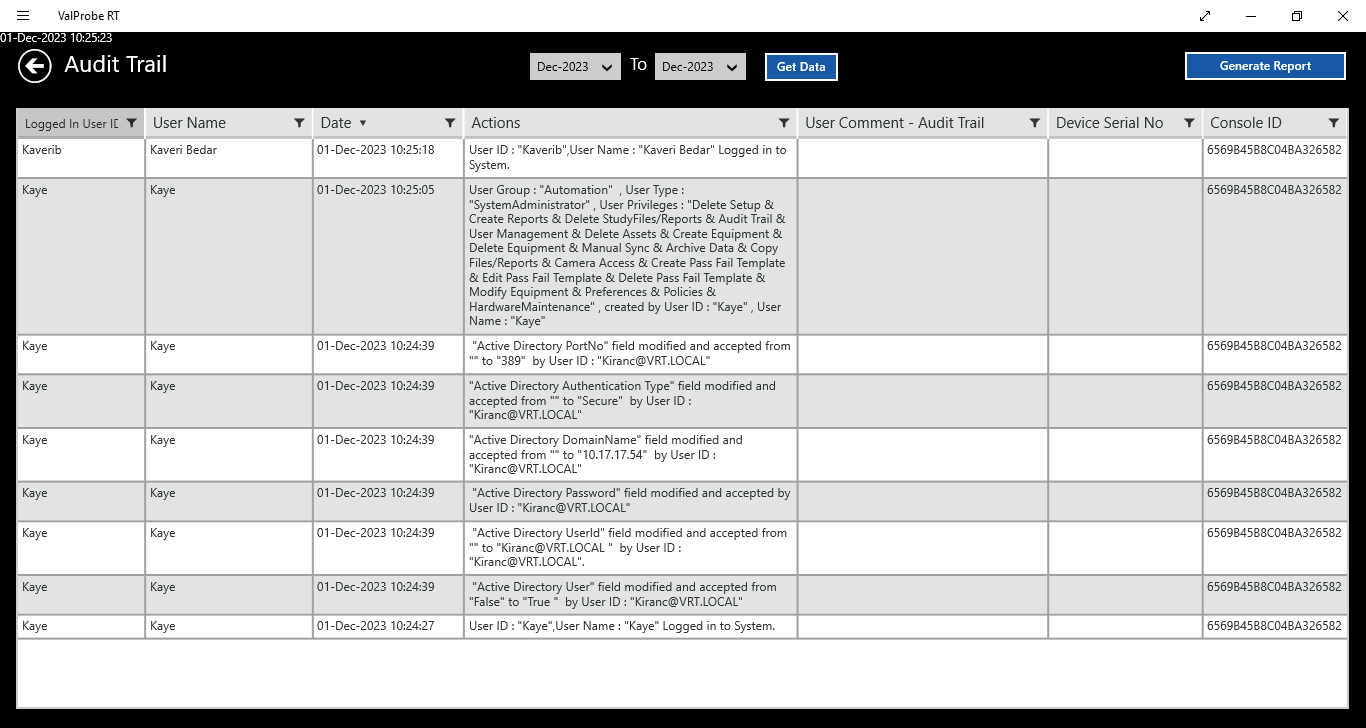 ValProbe RT
01-Dec-2023 10:25:23
Audit Trail
Dec-2023 To Dec-2023 Get Data Generate Report
Logged In User ID User Name Date Actions User Comment - Audit Trail Device Serial No Console ID
Kaverib Kaveri Bedar 01-Dec-2023 10:25:18 User ID : "Kaverib",User Name : "Kaveri Bedar" Logged in to 6569B45B8C04BA326582
System.
Kaye Kaye 01-Dec-2023 10:25:05 User Group : "Automation" , User Type : 6569B45B8C04BA326582
"SystemAdministrator" , User Privileges : "Delete Setup &
Create Reports & Delete StudyFiles/Reports & Audit Trail &
User Management & Delete Assets & Create Equipment &
Delete Equipment & Manual Sync & Archive Data & Copy
Files/Reports & Camera Access & Create Pass Fail Template
& Edit Pass Fail Template & Delete Pass Fail Template &
Modify Equipment & Preferences & Policies &
HardwareMaintenance" , created by User ID : "Kaye" , User
Name : "Kaye"
Kaye Kaye 01-Dec-2023 10:24:39 "Active Directory PortNo" field modified and accepted from 6569B45B8C04BA326582
"" to "389" by User ID : "Kiranc@VRT.LOCAL"
Kaye Kaye 01-Dec-2023 10:24:39 "Active Directory Authentication Type" field modified and 6569B45B8C04BA326582
accepted from "" to "Secure" by User ID :
"Kiranc@VRT.LOCAL"
Kaye Kaye 01-Dec-2023 10:24:39 "Active Directory DomainName" field modified and 6569B45B8C04BA326582
accepted from "" to "10.17.17.54" by User ID :
"Kiranc@VRT.LOCAL"
Kaye Kaye 01-Dec-2023 10:24:39 "Active Directory Password" field modified and accepted by 6569B45B8C04BA326582
User ID : "Kiranc@VRT.LOCAL"
Kaye Kaye 01-Dec-2023 10:24:39 "Active Directory UserId" field modified and accepted from 6569B45B8C04BA326582
"" to "Kiranc@VRT.LOCAL " by User ID :
"Kiranc@VRT.LOCAL".
Kaye Kaye 01-Dec-2023 10:24:39 "Active Directory User" field modified and accepted from 6569B45B8C04BA326582
"False" to "True " by User ID : "Kiranc@VRT.LOCAL"
Kaye Kaye 01-Dec-2023 10:24:27 User ID : "Kaye",User Name : "Kaye" Logged in to System. 6569B45B8C04BA326582